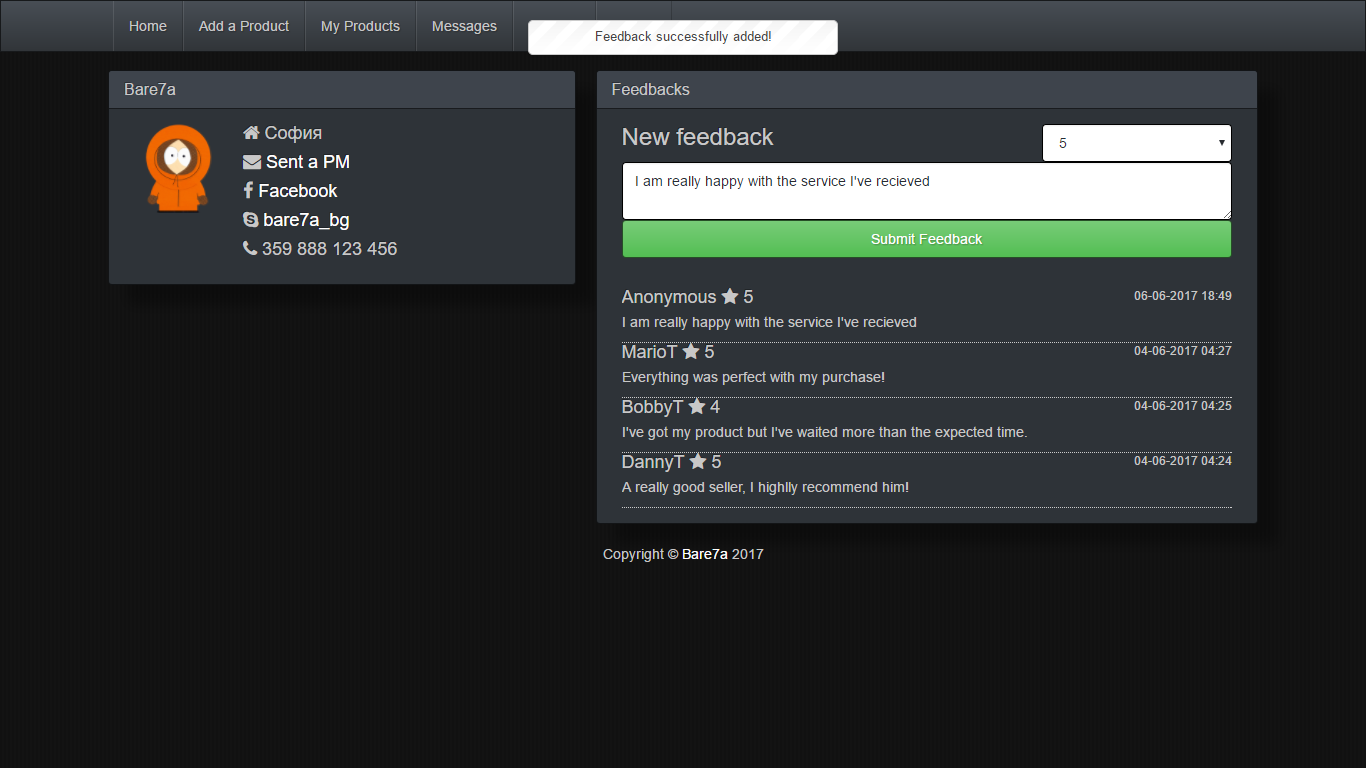 Home Add a Product My Products Messages
Feedback successfully added!
Bare7a
София
Sent a PM
Facebook
bare7a_bg
359 888 123 456
Feedbacks
New feedback
5
I am really happy with the service I've recieved
Submit Feedback
Anonymous ★ 5 06-06-2017 18:49
I am really happy with the service I've recieved
MarioT ★ 5 04-06-2017 04:27
Everything was perfect with my purchase!
BobbyT ★ 4 04-06-2017 04:25
I've got my product but I've waited more than the expected time.
DannyT ★ 5 04-06-2017 04:24
A really good seller, I highlly recommend him!
Copyright © Bare7a 2017